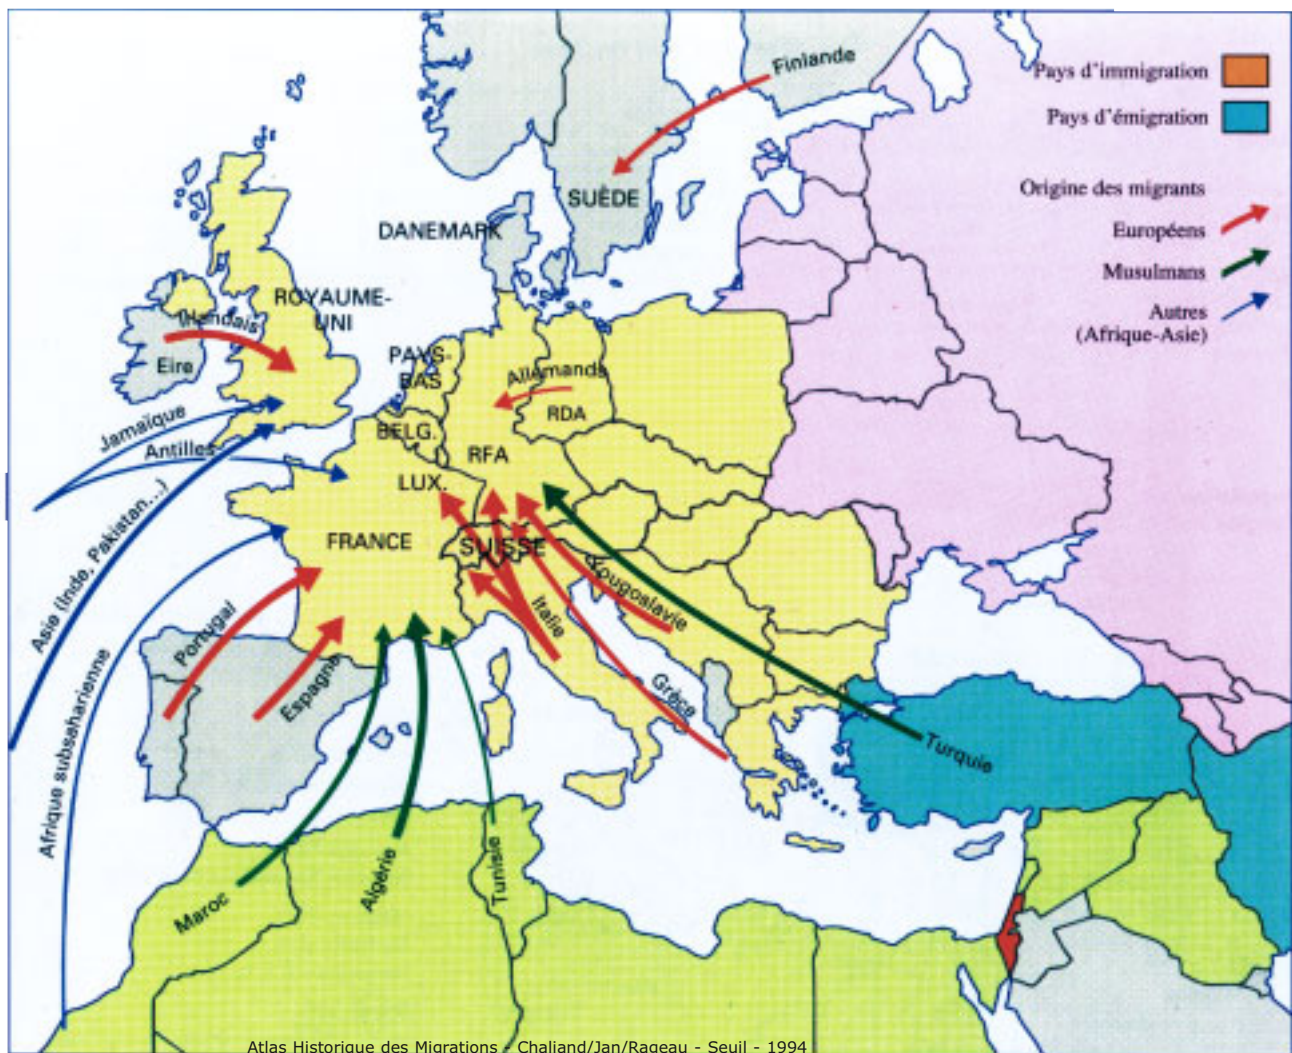 Finlande
Pays d'immigration
Pays d'émigration
Origine des migrants
Européens
Musulmans
Autres
(Afrique-Asie)
SUÈDE
DANEMARK
ROYAUME-
UNI
Irlandais
Eire
PAYS-
BAS
Allemands
RDA
BELG.
RFA
LUX.
Jamaïque
Antilles
FRANCE
SUISSE
Asie (Inde, Pakistan...)
Portugal
Espagne
Italie
Yougoslavie
Grèce
Turquie
Afrique subsaharienne
Maroc
Algérie
Tunisie
Atlas Historique des Migrations - Chaliand/Jan/Rageau - Seuil - 1994